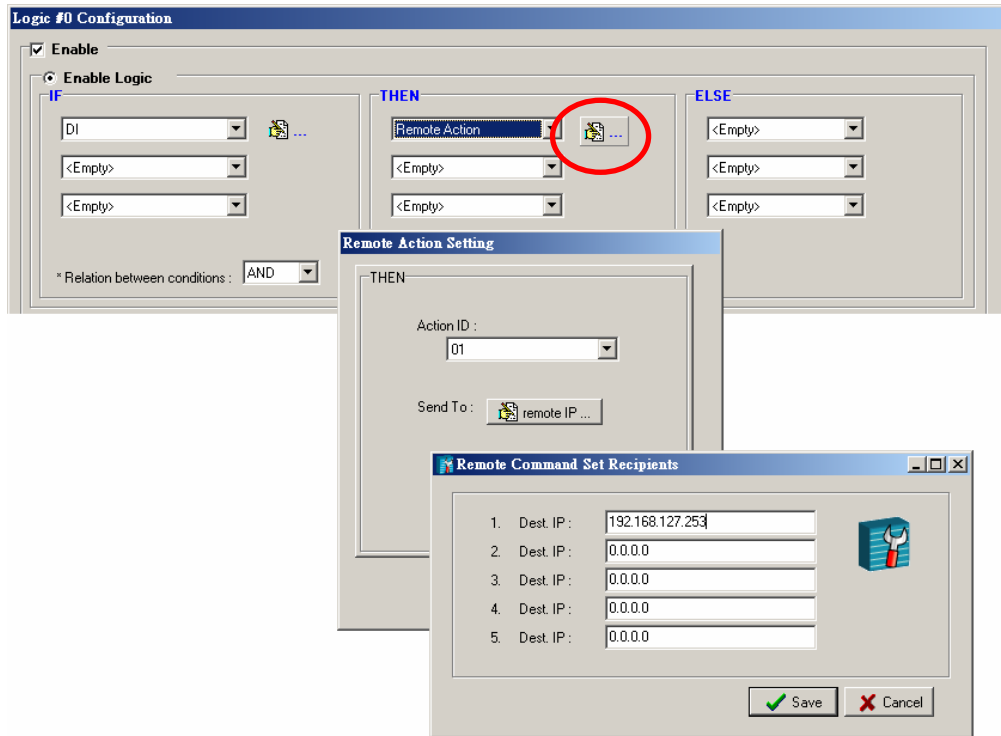 Logic #0 Configuration
Enable
Enable Logic
IF
THEN
ELSE
DI
...
Remote Action
...
<Empty>
<Empty>
<Empty>
<Empty>
<Empty>
<Empty>
<Empty>
* Relation between conditions :
AND
Remote Action Setting
THEN
Action ID :
01
Send To :
remote IP ...
Remote Command Set Recipients
1. Dest. IP : 192.168.127.253
2. Dest. IP : 0.0.0.0
3. Dest. IP : 0.0.0.0
4. Dest. IP : 0.0.0.0
5. Dest. IP : 0.0.0.0
Save
Cancel